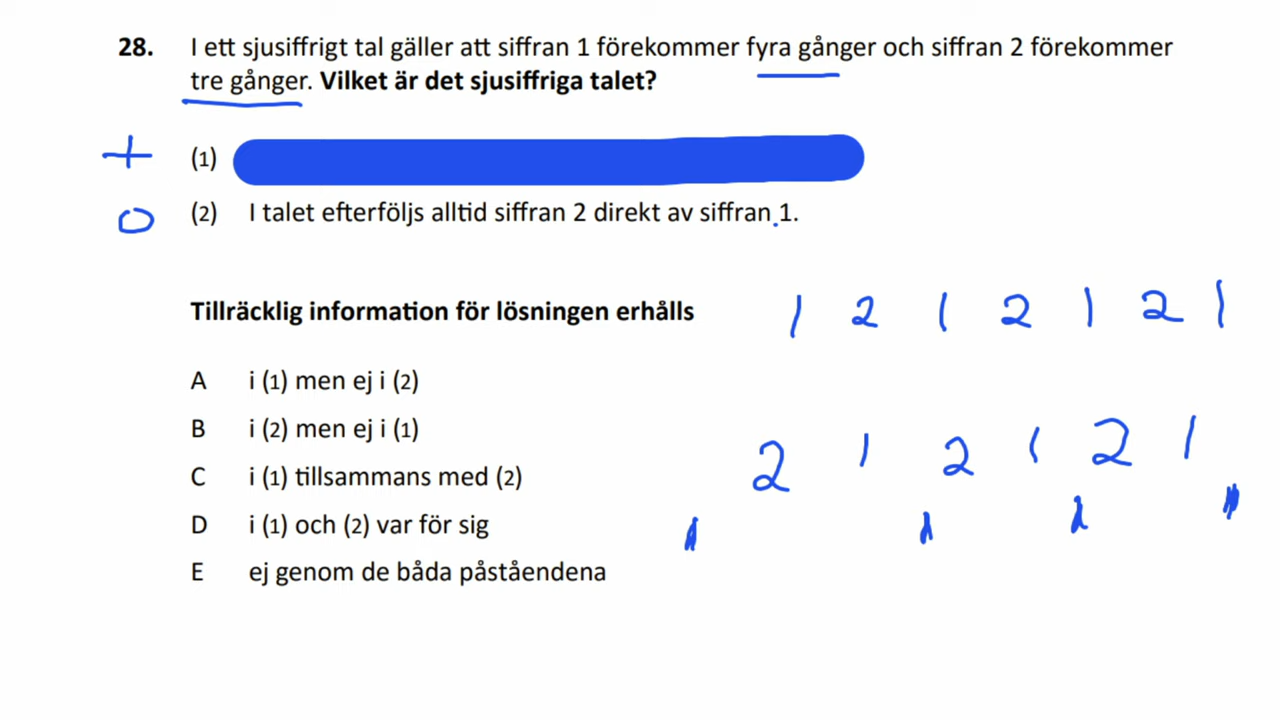 28. I ett sjusiffrigt tal gäller att siffran 1 förekommer fyra gånger och siffran 2 förekommer
tre gånger. Vilket är det sjusiffriga talet?
+ (1)
0 (2) I talet efterföljs alltid siffran 2 direkt av siffran 1.
Tillräcklig information för lösningen erhålls
1 2 1 2 1 2 1
A i (1) men ej i (2)
B i (2) men ej i (1)
2 1 2 1 2 1
C i (1) tillsammans med (2)
D i (1) och (2) var för sig
E ej genom de båda påståendena